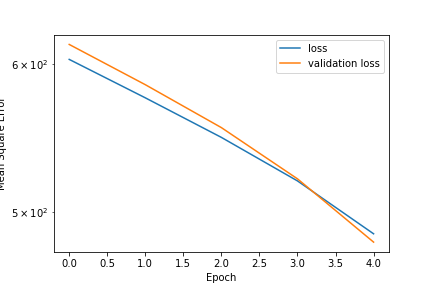 loss
validation loss
6 × 10²
5 × 10²
Mean Square Error
0.0 0.5 1.0 1.5 2.0 2.5 3.0 3.5 4.0
Epoch